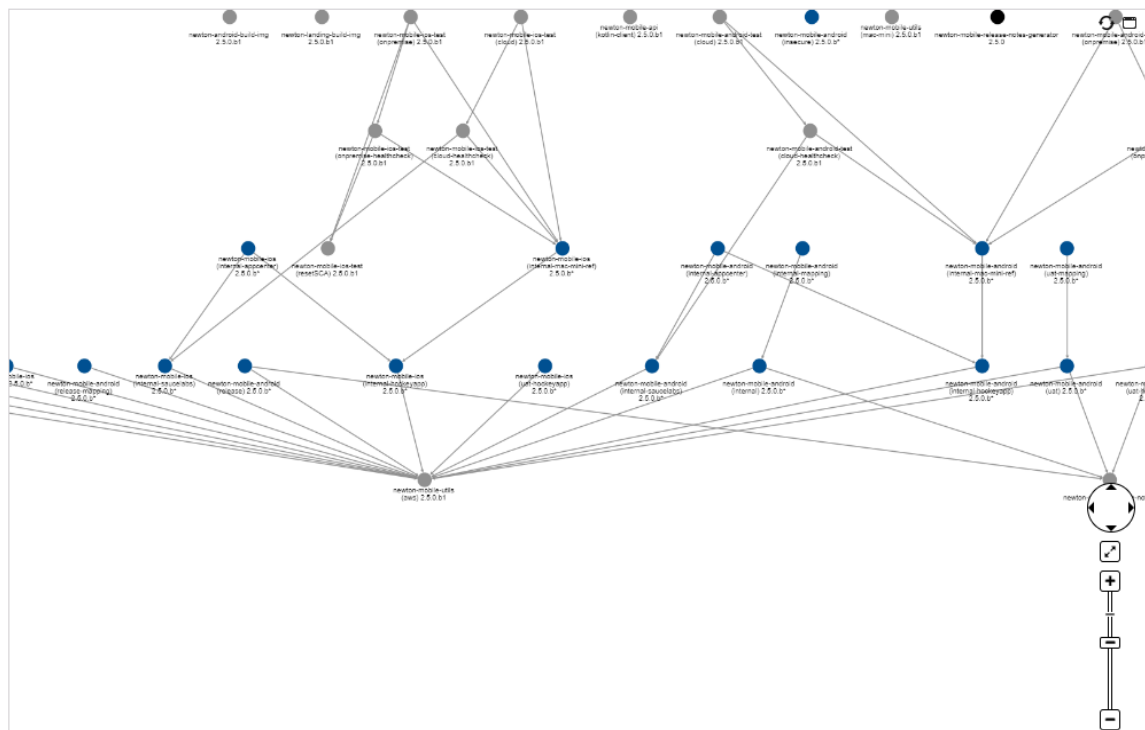 newton-android-build-img
2.5.0.b1
newton-landing-build-img
2.5.0.b1
newton-mobile-ios-test
(onpremise) 2.5.0.b1
newton-mobile-ios-test
(cloud) 2.5.0.b1
newton-mobile-api
(kotlin-client) 2.5.0.b1
newton-mobile-android-test
(cloud) 2.5.0.b1
newton-mobile-android
(insecure) 2.5.0.b*
newton-mobile-utils
(mac-mini) 2.5.0.b1
newton-mobile-release-notes-generator
2.5.0
newton-mobile-android-
(onpremise) 2.5.0.b1
newton-mobile-ios-test
(onpremise-healthcheck)
2.5.0.b1
newton-mobile-ios-test
(cloud-healthcheck)
2.5.0.b1
newton-mobile-android-test
(cloud-healthcheck)
2.5.0.b1
newton-mobile-ios
(internal-appcenter)
2.5.0.b*
newton-mobile-ios-test
(resetSCA) 2.5.0.b1
newton-mobile-ios
(internal-mac-mini-ref)
2.5.0.b*
newton-mobile-android
(internal-appcenter)
2.5.0.b*
newton-mobile-android
(internal-mapping)
2.5.0.b*
newton-mobile-android
(internal-mac-mini-ref)
2.5.0.b*
newton-mobile-android
(uat-mapping)
2.5.0.b*
newton-mobile-android
(release-mapping)
2.5.0.b*
newton-mobile-ios
(internal-saucelabs)
2.5.0.b*
newton-mobile-android
(release) 2.5.0.b*
newton-mobile-ios
(internal-hockeyapp)
2.5.0.b*
newton-mobile-ios
(uat-hockeyapp)
2.5.0.b*
newton-mobile-android
(internal-saucelabs)
2.5.0.b*
newton-mobile-android
(internal) 2.5.0.b*
newton-mobile-android
(internal-hockeyapp)
2.5.0.b*
newton-mobile-android
(uat) 2.5.0.b*
newton-mobile-utils
(aws) 2.5.0.b1